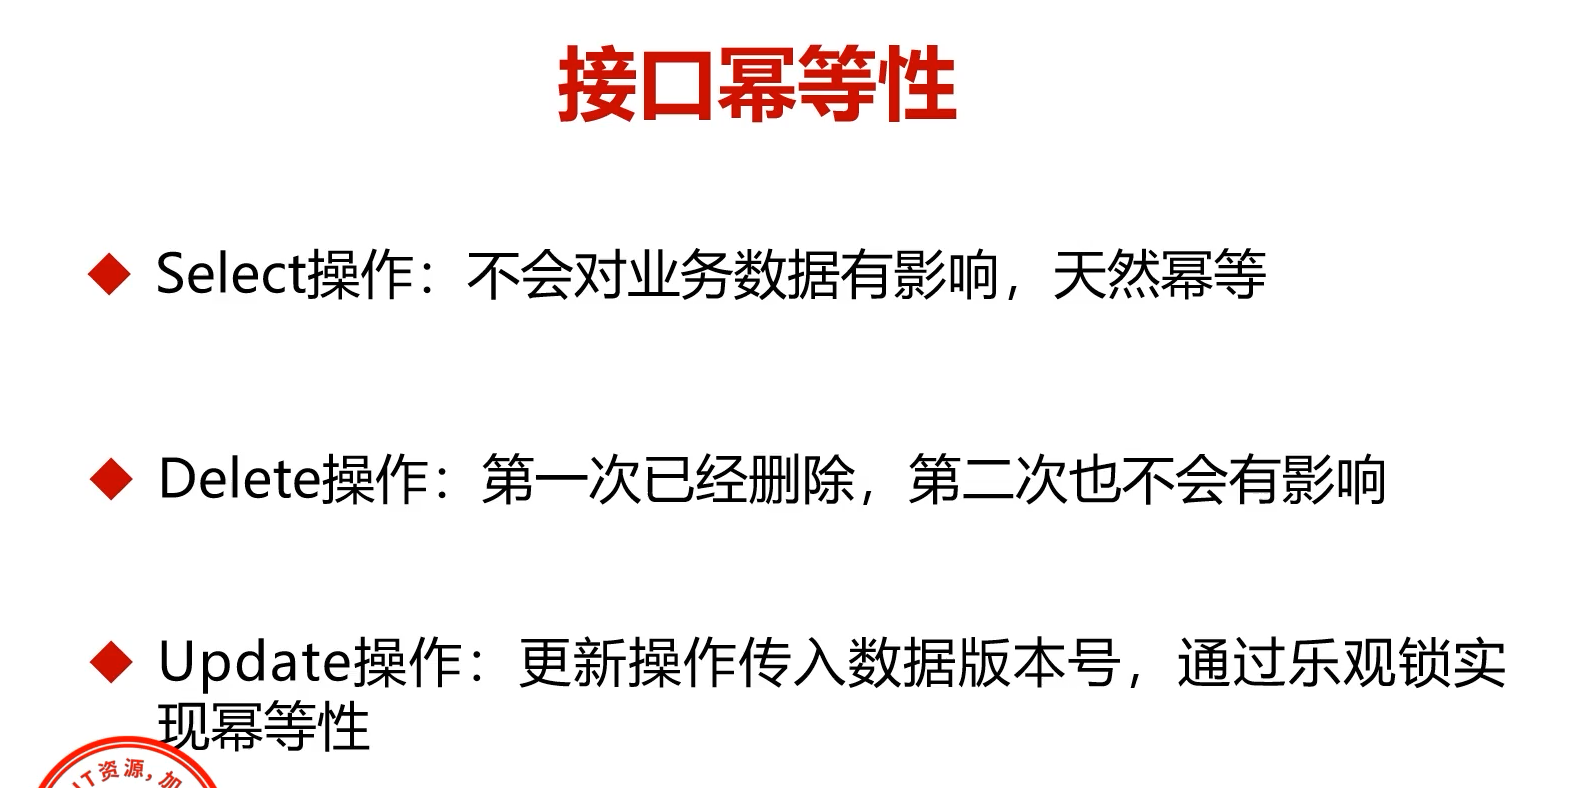 接口幂等性
Select操作：不会对业务数据有影响，天然幂等
Delete操作：第一次已经删除，第二次也不会有影响
Update操作：更新操作传入数据版本号，通过乐观锁实
现幂等性
IT资源，加